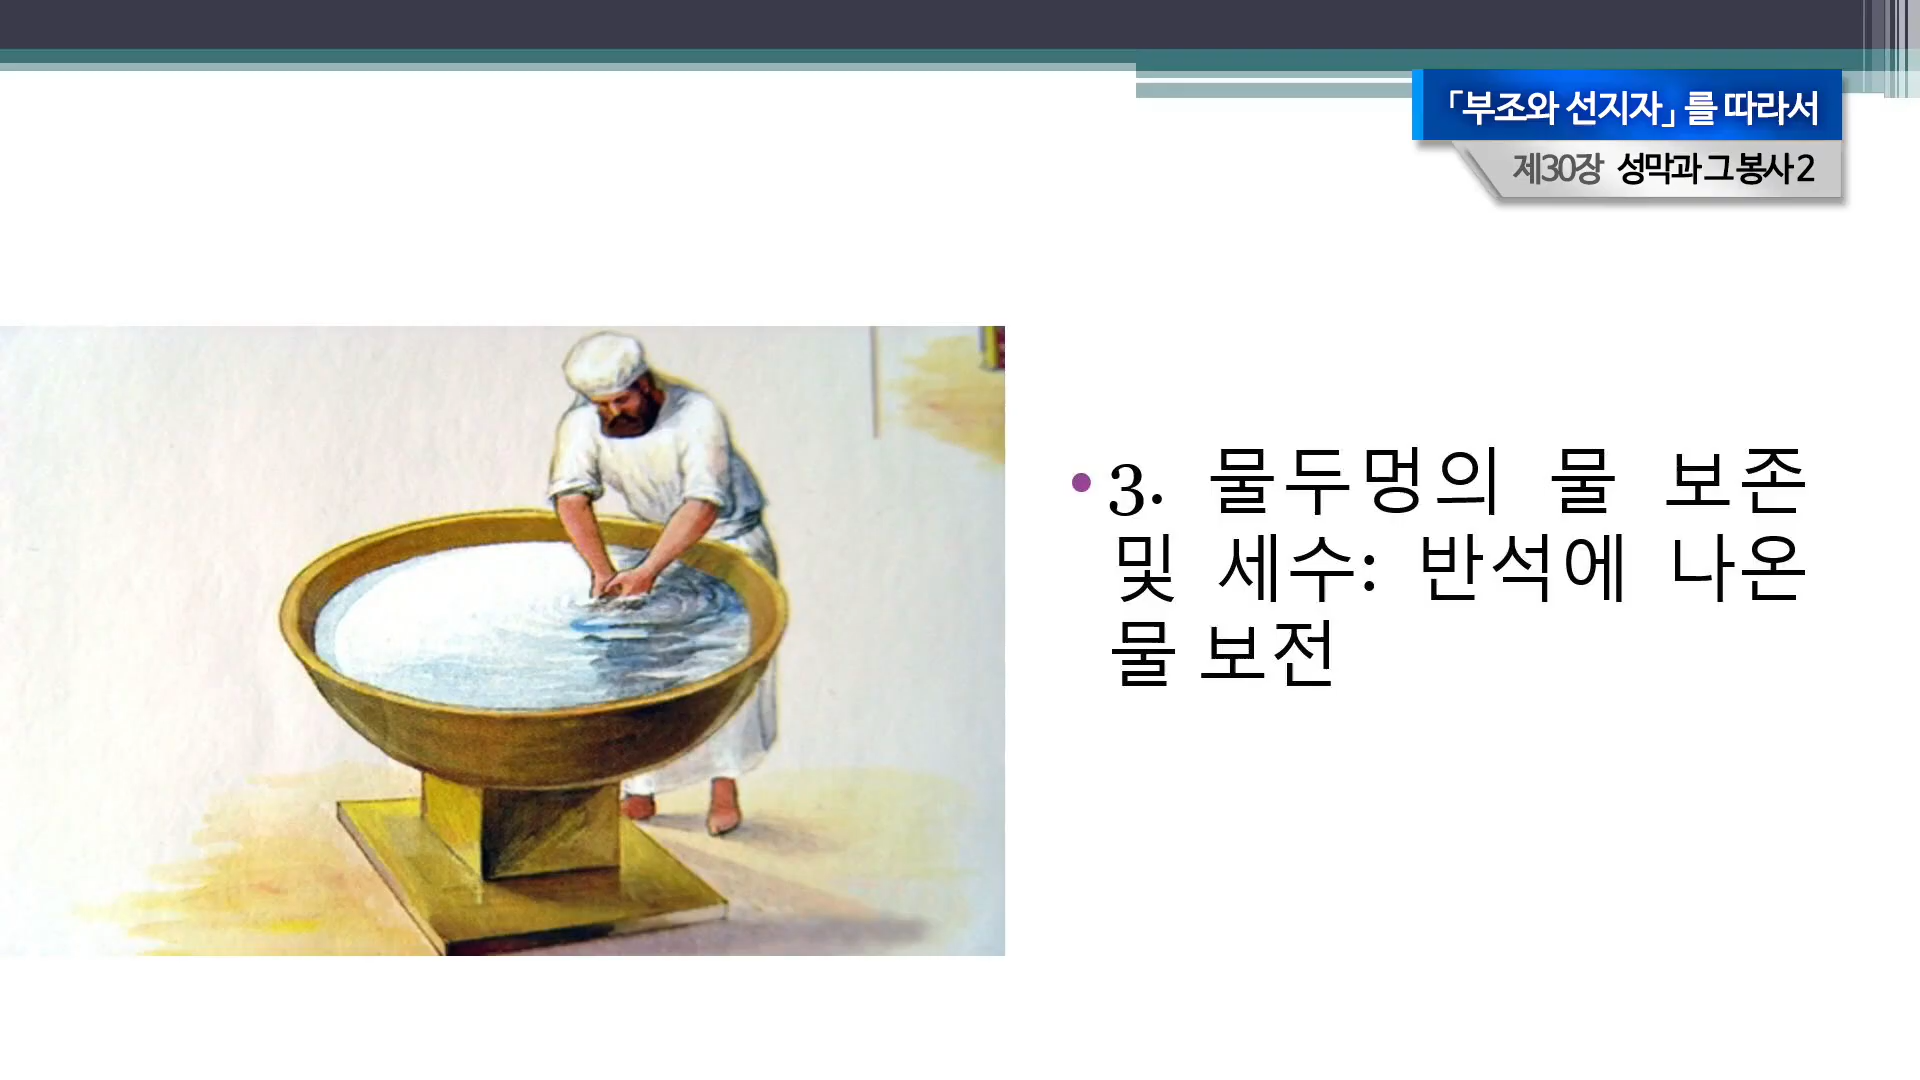 「부조와 선지자」를 따라서
제30장 성막과 그 봉사 2
• 3. 물두멍의 물 보존
및 세수: 반석에 나온
물 보전